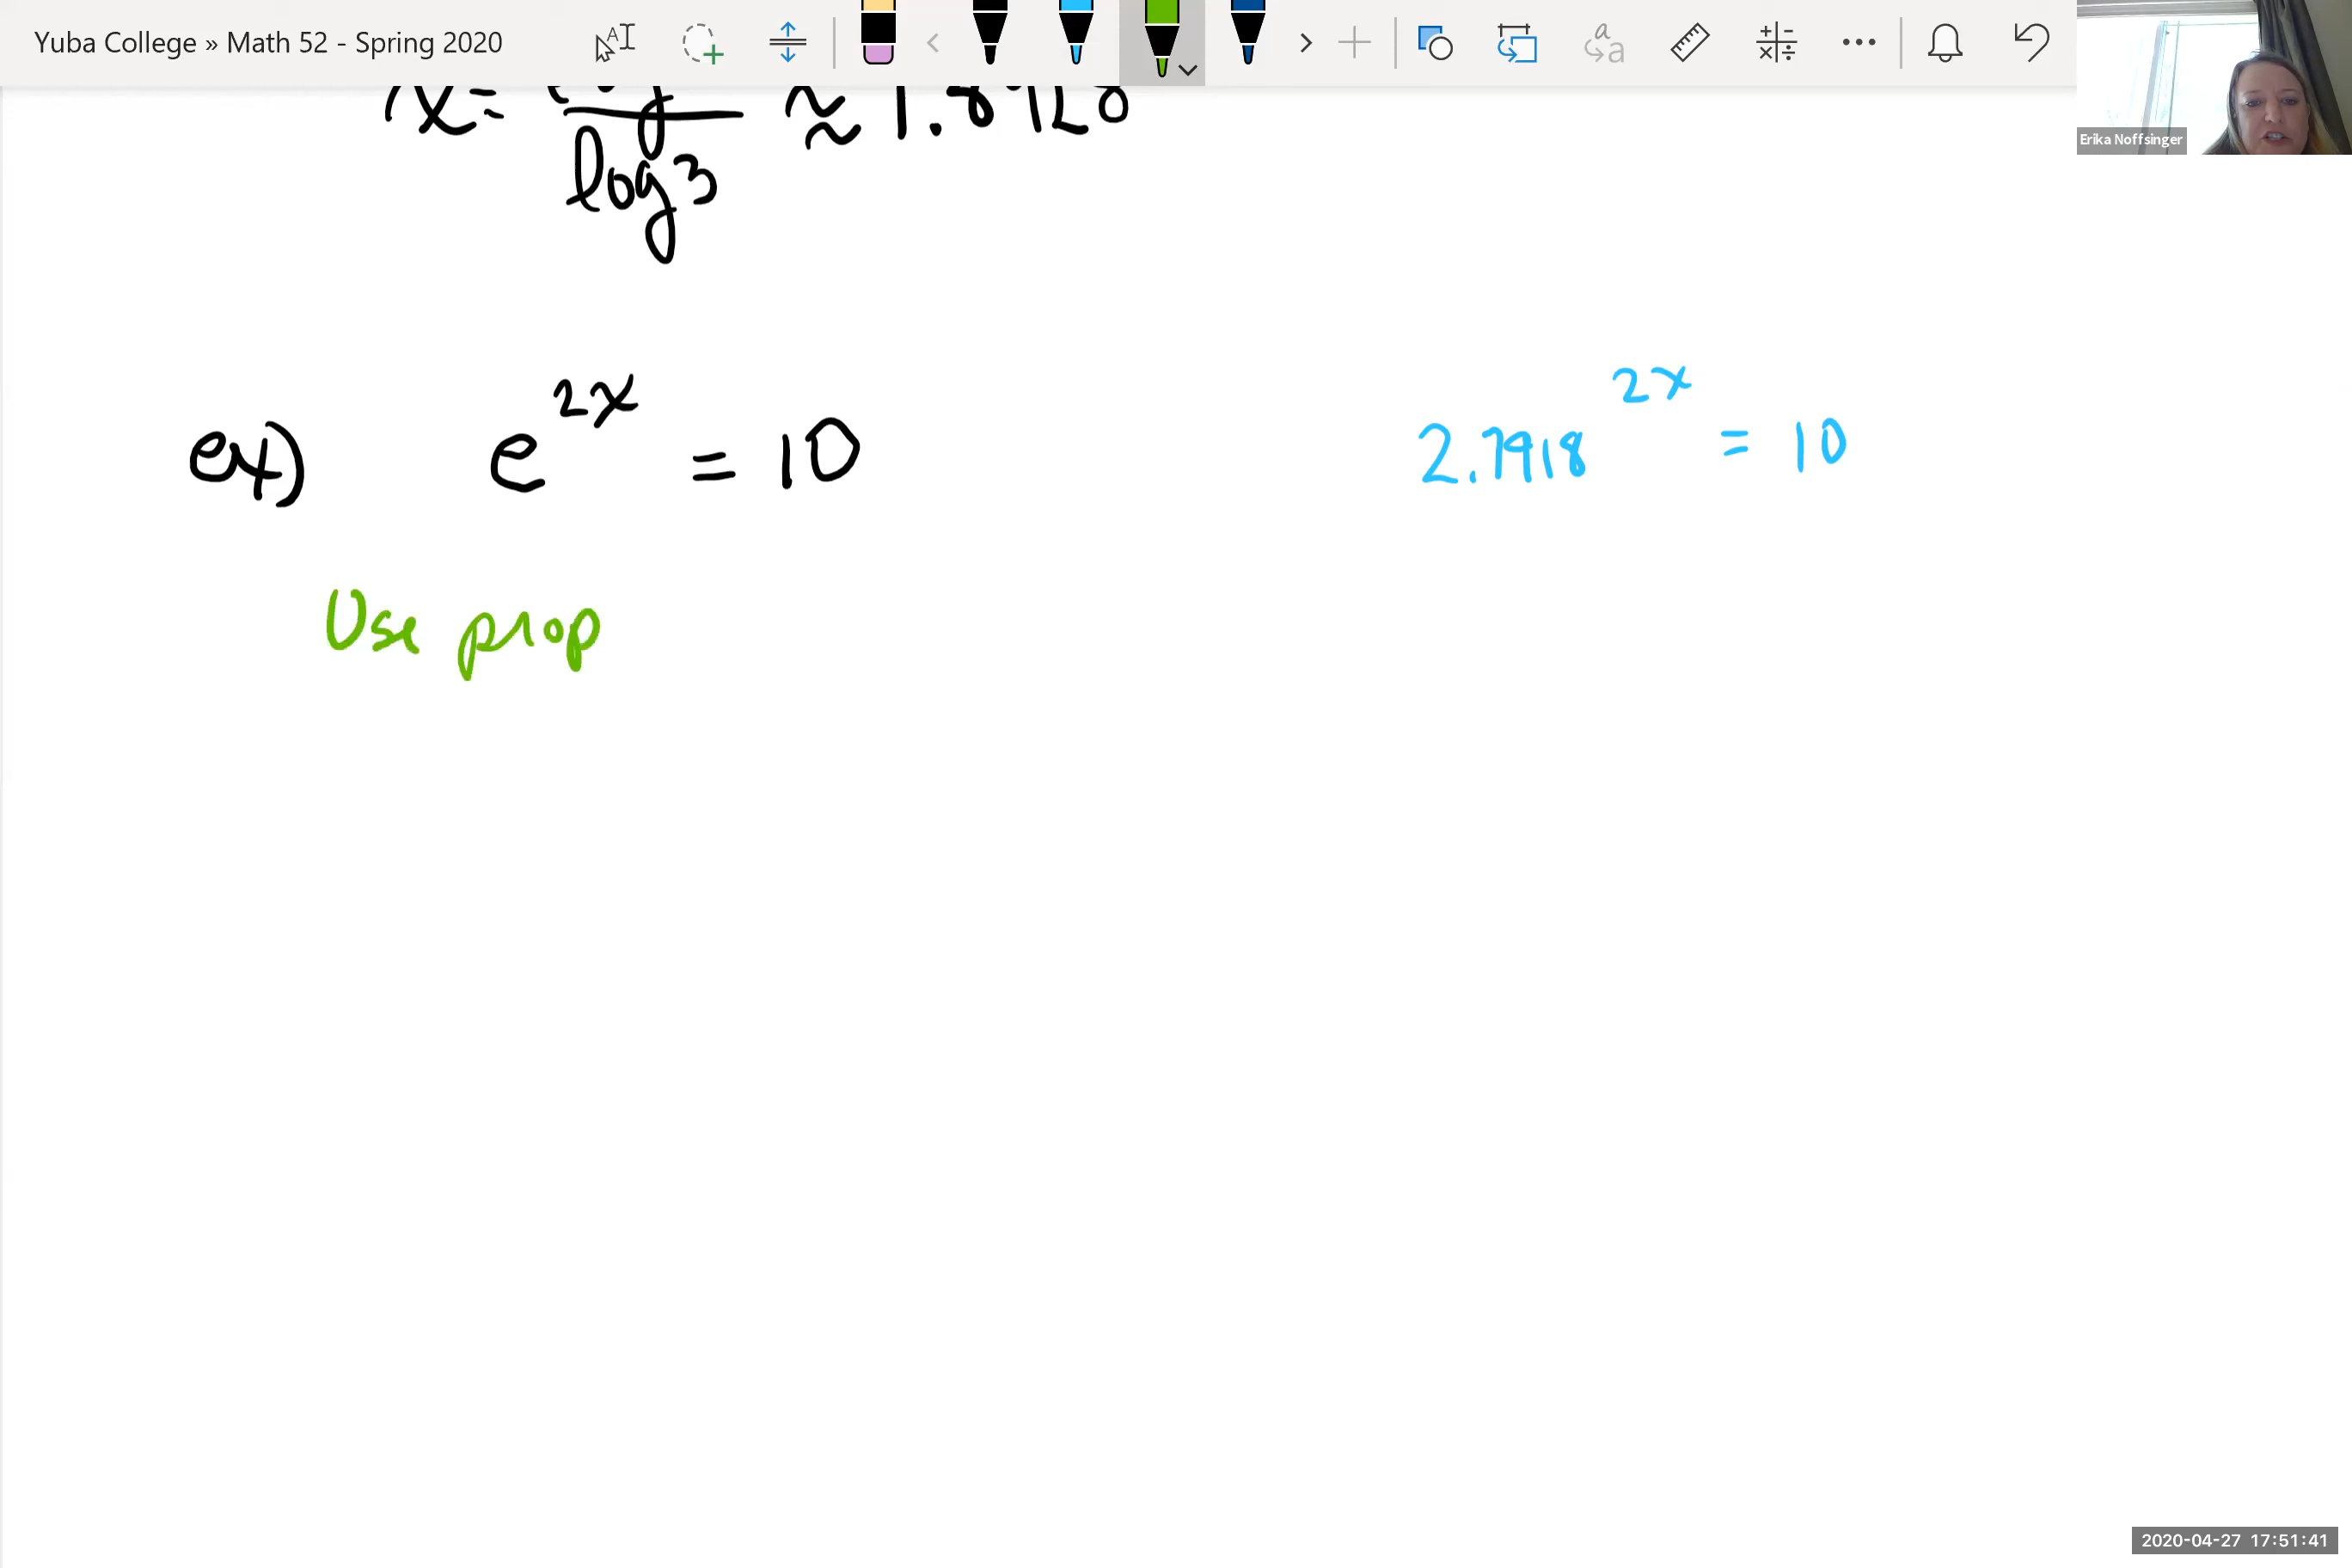 Yuba College » Math 52 - Spring 2020
Erika Noffsinger
x = log 3 ≈ 1.8928
ex) e^2x = 10
2.7918^2x = 10
Use prop
2020-04-27 17:51:41